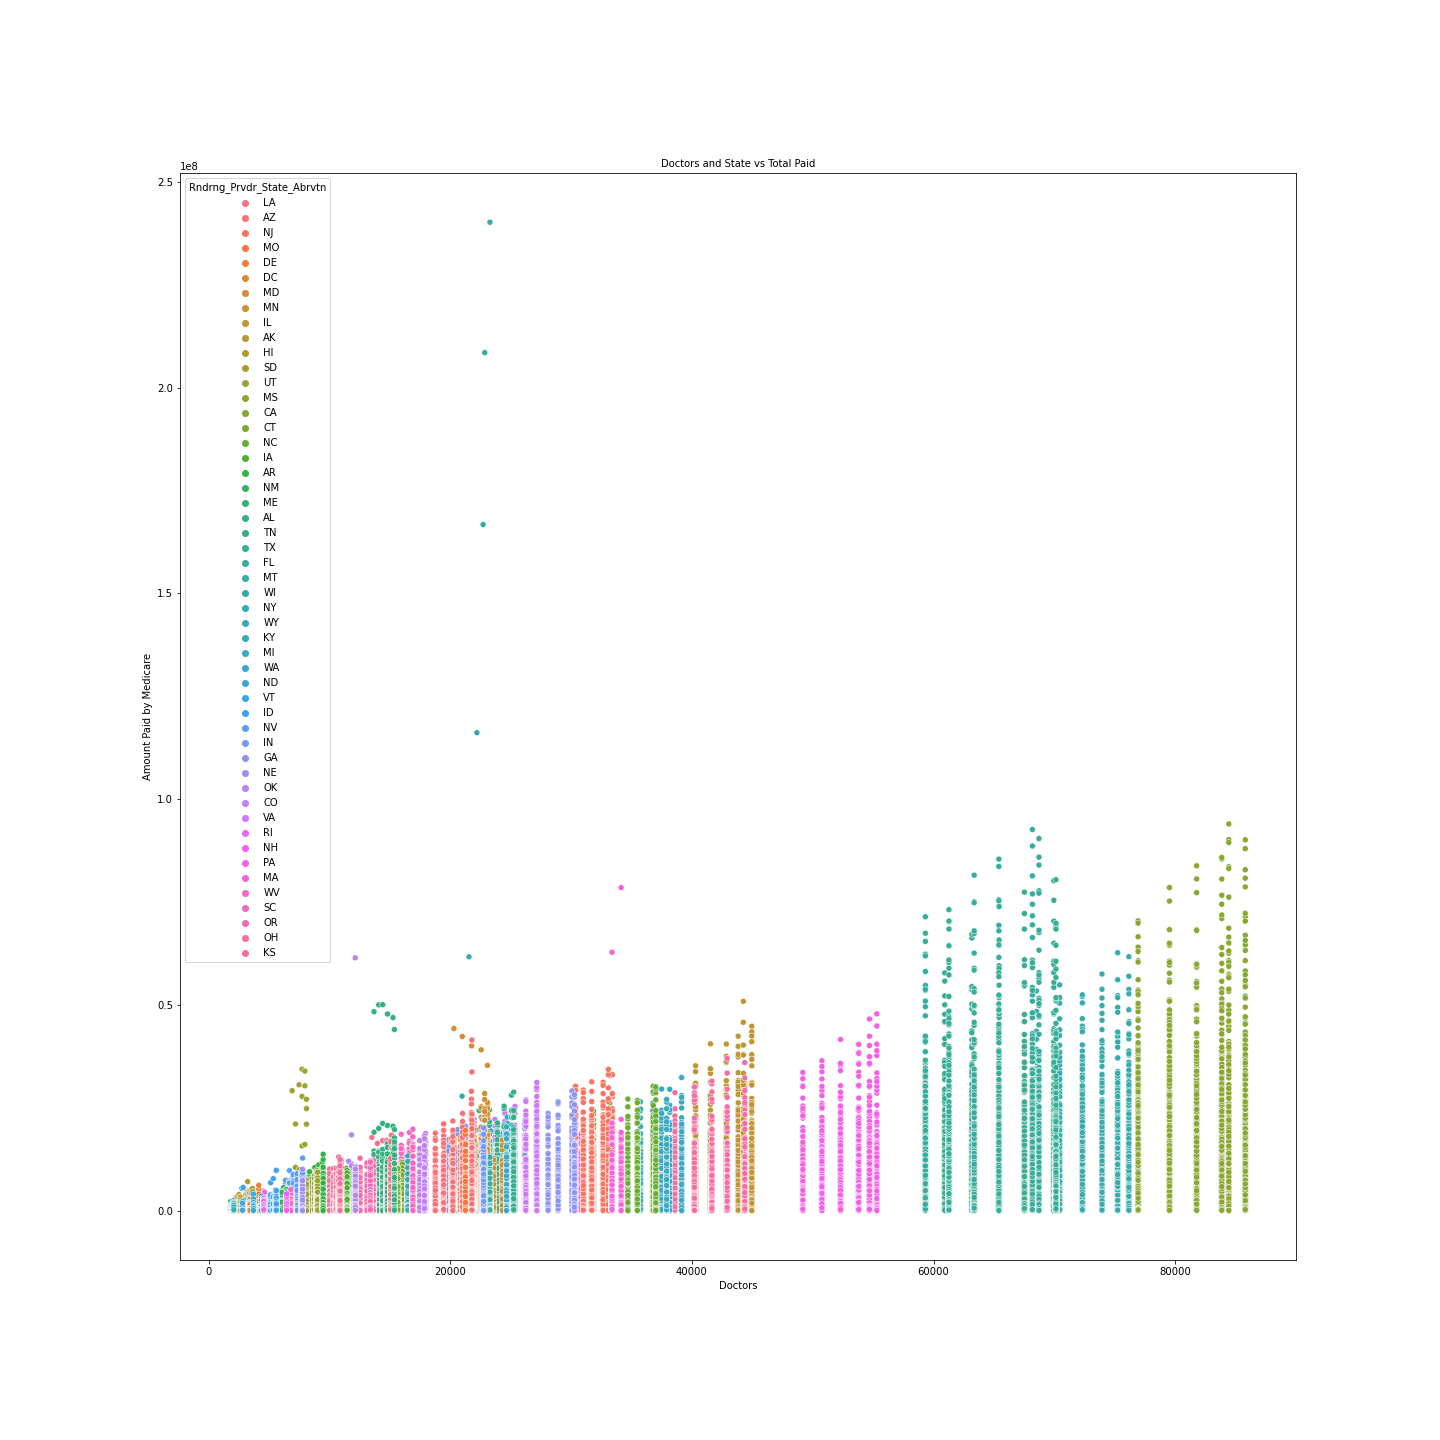 Doctors and State vs Total Paid
1e8
2.5
2.0
1.5
1.0
0.5
0.0
Amount Paid by Medicare
Rndrng_Prvdr_State_Abrvtn
LA
AZ
NJ
MO
DE
DC
MD
MN
IL
AK
HI
SD
UT
MS
CA
CT
NC
IA
AR
NM
ME
AL
TN
TX
FL
MT
WI
NY
WY
KY
MI
WA
ND
VT
ID
NV
IN
GA
NE
OK
CO
VA
RI
NH
PA
MA
WV
SC
OR
OH
KS
0 20000 40000 60000 80000
Doctors